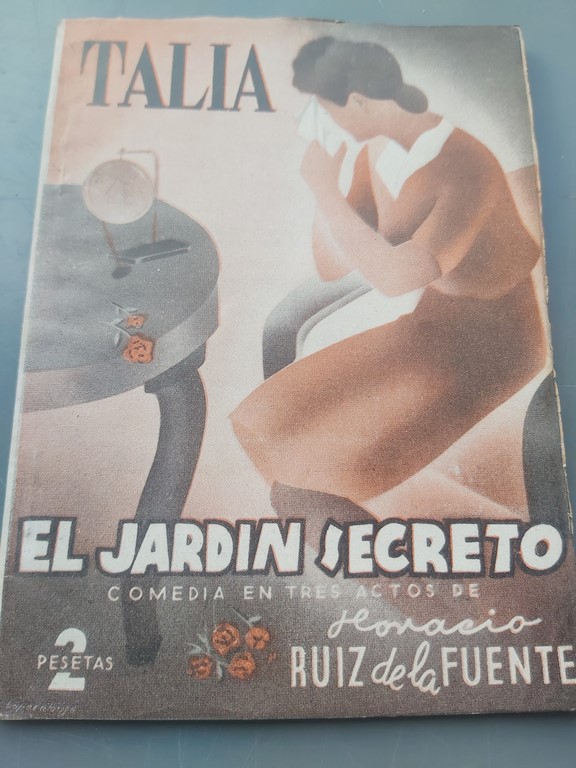 TALIA
EL JARDIN SECRETO
COMEDIA EN TRES ACTOS DE
Horacio
RUIZ de la FUENTE
2
PESETAS